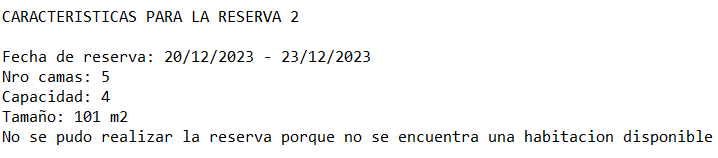 CARACTERISTICAS PARA LA RESERVA 2
Fecha de reserva: 20/12/2023 - 23/12/2023
Nro camas: 5
Capacidad: 4
Tamaño: 101 m2
No se pudo realizar la reserva porque no se encuentra una habitacion disponible